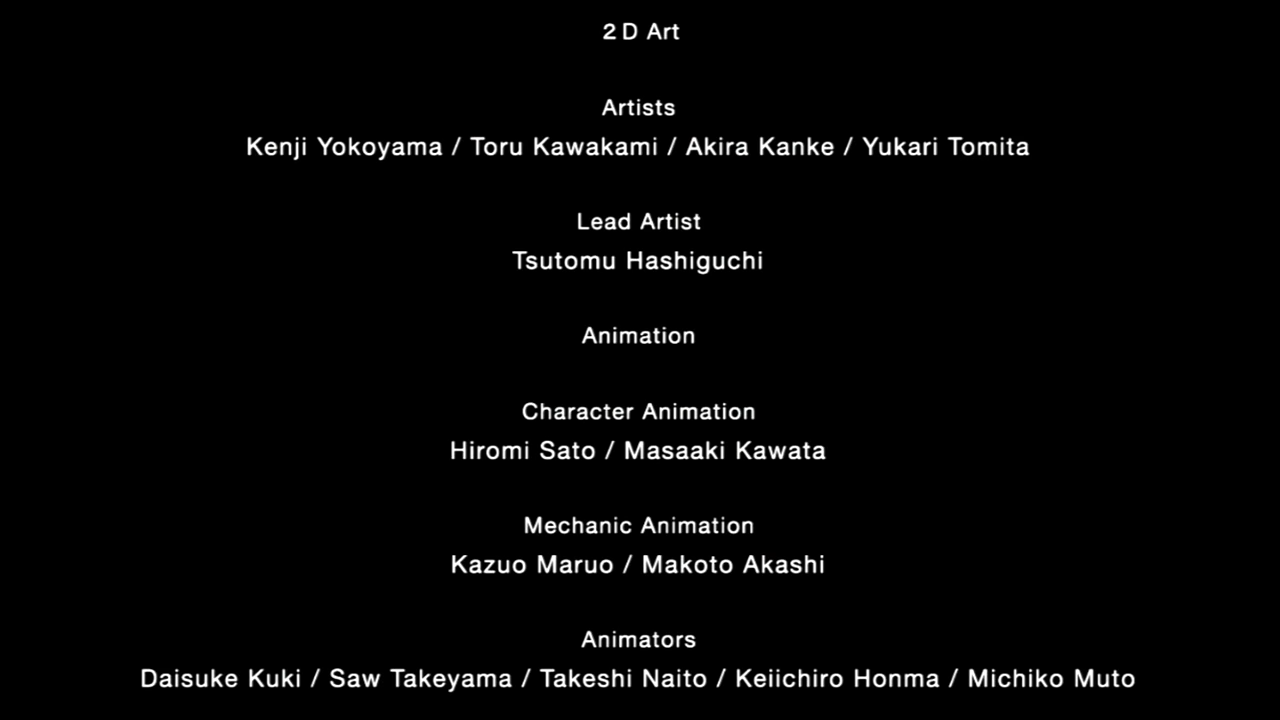 2D Art
Artists
Kenji Yokoyama / Toru Kawakami / Akira Kanke / Yukari Tomita
Lead Artist
Tsutomu Hashiguchi
Animation
Character Animation
Hiromi Sato / Masaaki Kawata
Mechanic Animation
Kazuo Maruo / Makoto Akashi
Animators
Daisuke Kuki / Saw Takeyama / Takeshi Naito / Keiichiro Honma / Michiko Muto